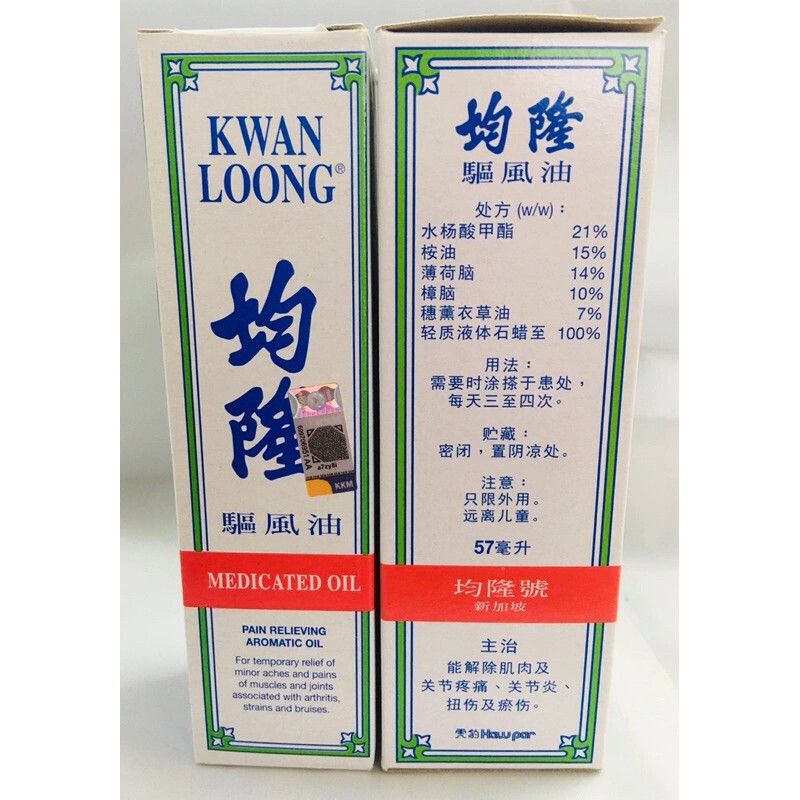 KWAN
LOONG®
均
隆
KKM
a7zy8i
驅風油
MEDICATED OIL
PAIN RELIEVING
AROMATIC OIL
For temporary relief of
minor aches and pains
of muscles and joints
associated with arthritis,
strains and bruises.
均隆
驅風油
处方 (w/w)：
水杨酸甲酯 21%
桉油 15%
薄荷脑 14%
樟脑 10%
穗薰衣草油 7%
轻质液体石蜡至 100%
用法：
需要时涂搽于患处，
每天三至四次。
贮藏：
密闭，置阴凉处。
注意：
只限外用。
远离儿童。
57毫升
均隆號
新加坡
主治
能解除肌肉及
关节疼痛、关节炎、
扭伤及瘀伤。
虎豹 Haw par